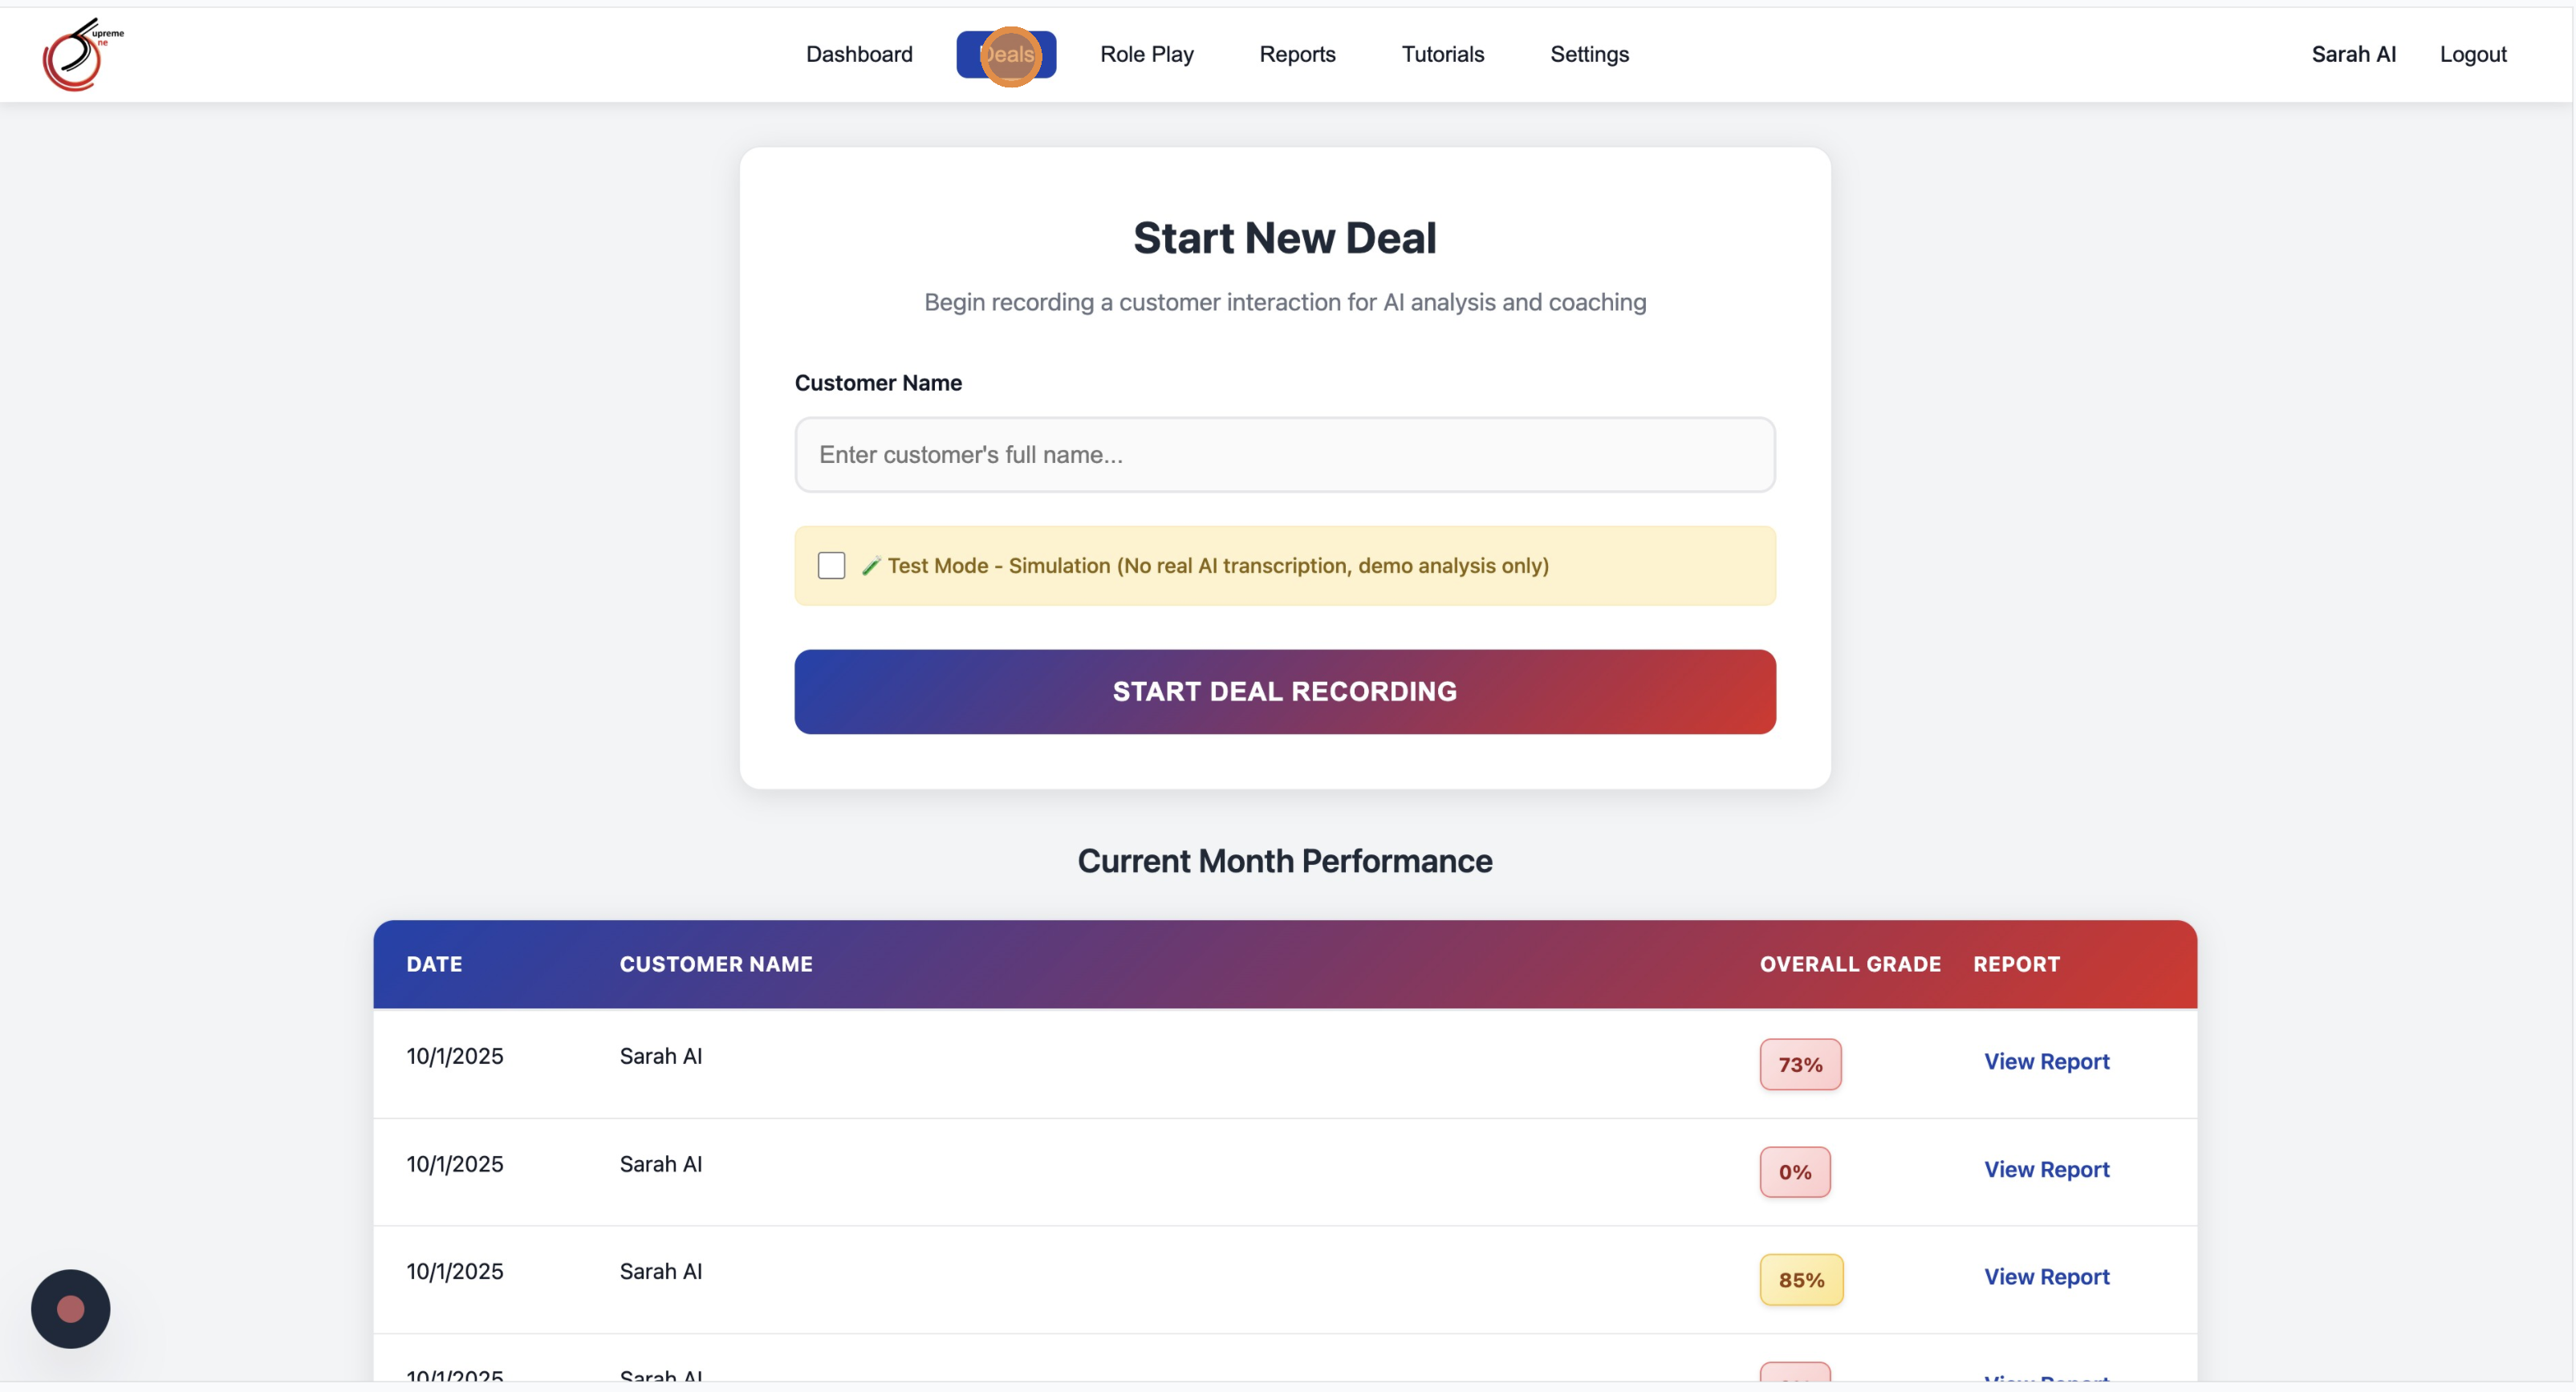 upreme
ne
Dashboard
Deals
Role Play
Reports
Tutorials
Settings
Sarah AI
Logout
Start New Deal
Begin recording a customer interaction for AI analysis and coaching
Customer Name
Enter customer's full name...
Test Mode - Simulation (No real AI transcription, demo analysis only)
START DEAL RECORDING
Current Month Performance
DATE CUSTOMER NAME OVERALL GRADE REPORT
10/1/2025 Sarah AI 73% View Report
10/1/2025 Sarah AI 0% View Report
10/1/2025 Sarah AI 85% View Report
10/1/2025 Sarah AI View Report